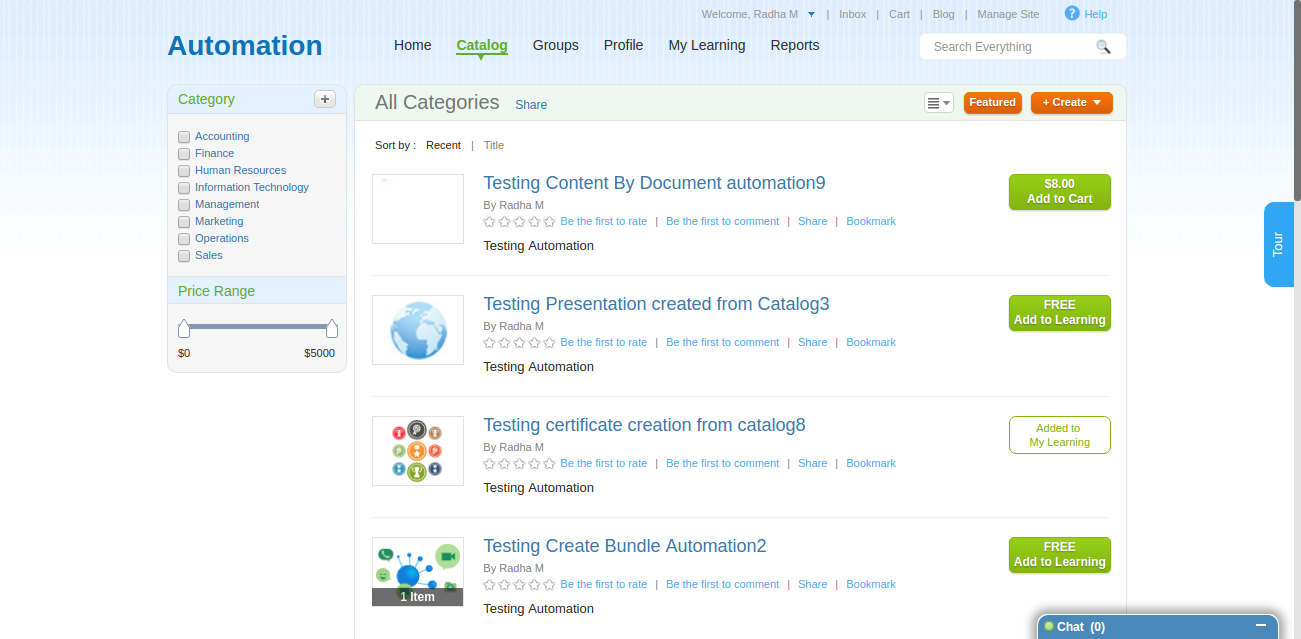 Welcome, Radha M | Inbox | Cart | Blog | Manage Site ? Help
Automation
Home Catalog Groups Profile My Learning Reports
Search Everything
Category +
Accounting
Finance
Human Resources
Information Technology
Management
Marketing
Operations
Sales
Price Range
$0 $5000
All Categories Share
Featured + Create
Sort by : Recent | Title
Testing Content By Document automation9
By Radha M
Be the first to rate | Be the first to comment | Share | Bookmark
Testing Automation
$8.00
Add to Cart
Testing Presentation created from Catalog3
By Radha M
Be the first to rate | Be the first to comment | Share | Bookmark
Testing Automation
FREE
Add to Learning
Testing certificate creation from catalog8
By Radha M
Be the first to rate | Be the first to comment | Share | Bookmark
Testing Automation
Added to
My Learning
1 Item
Testing Create Bundle Automation2
By Radha M
Be the first to rate | Be the first to comment | Share | Bookmark
Testing Automation
FREE
Add to Learning
Tour
Chat (0)